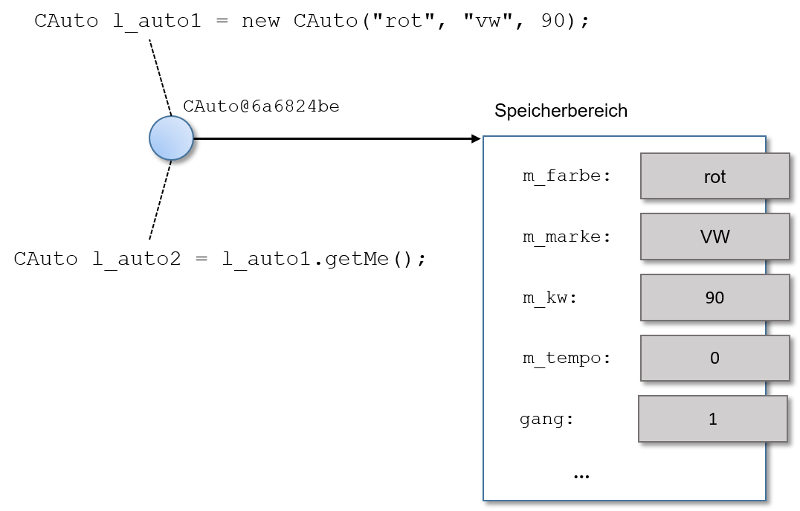 CAuto l_auto1 = new CAuto("rot", "vw", 90);
CAuto@6a6824be
Speicherbereich
m_farbe: rot
m_marke: VW
m_kw: 90
m_tempo: 0
gang: 1
...
CAuto l_auto2 = l_auto1.getMe();